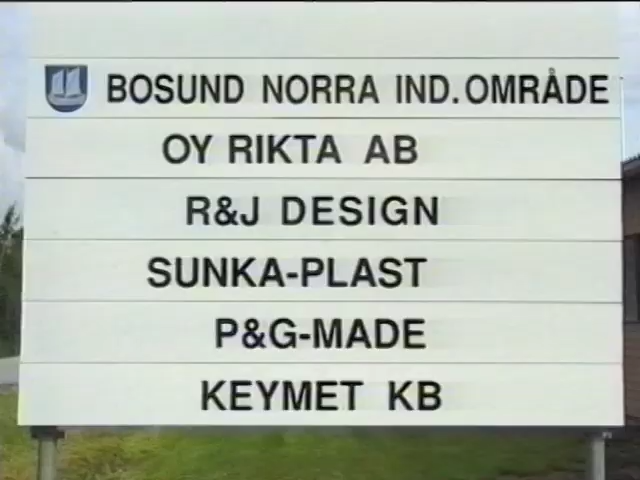 BOSUND NORRA IND.OMRÅDE
OY RIKTA AB
R&J DESIGN
SUNKA-PLAST
P&G-MADE
KEYMET KB